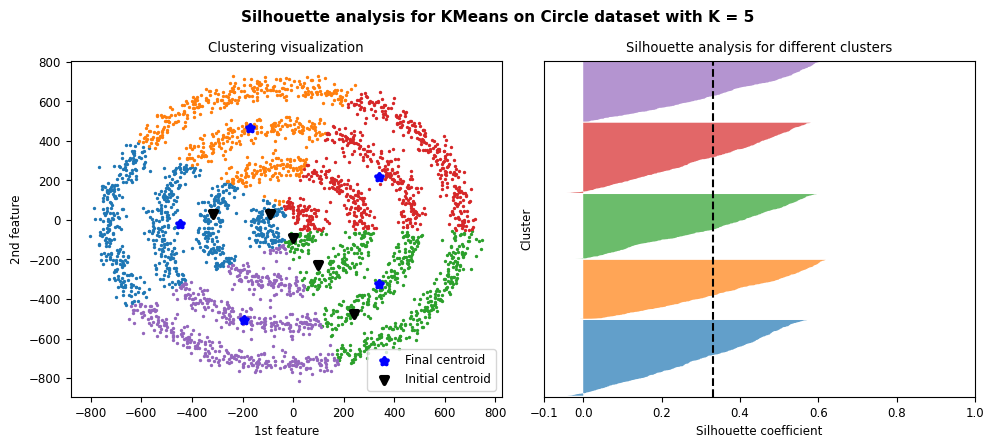 Silhouette analysis for KMeans on Circle dataset with K = 5
Clustering visualization
800
600
400
200
0
−200
−400
−600
−800
2nd feature
Final centroid
Initial centroid
−800 −600 −400 −200 0 200 400 600 800
1st feature
Silhouette analysis for different clusters
Cluster
−0.1 0.0 0.2 0.4 0.6 0.8 1.0
Silhouette coefficient